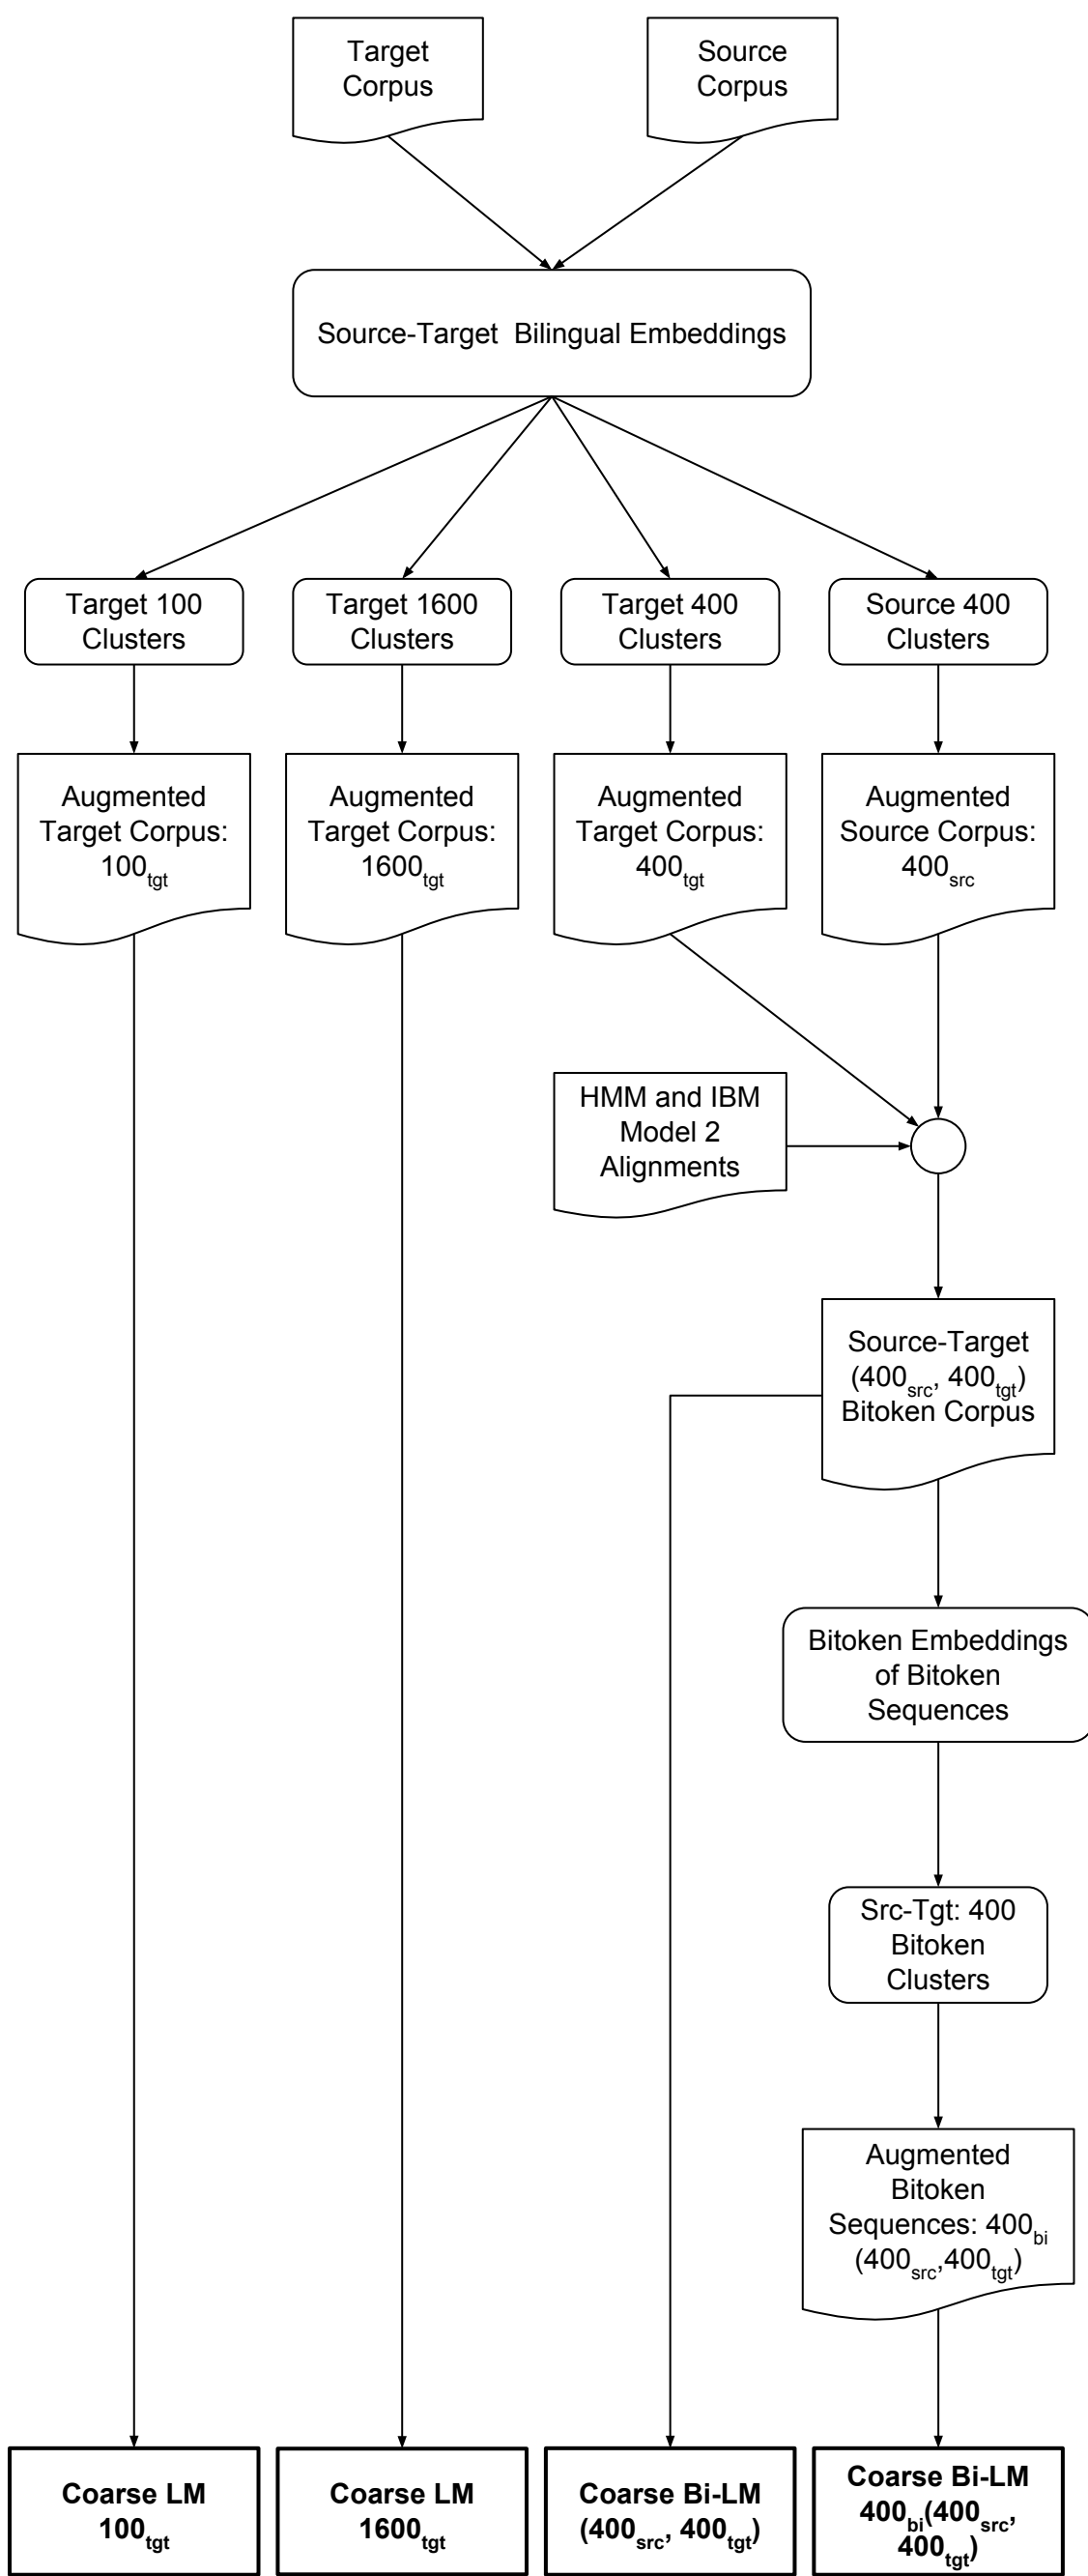 Target
Corpus
Source
Corpus
Source-Target Bilingual Embeddings
Target 100
Clusters
Target 1600
Clusters
Target 400
Clusters
Source 400
Clusters
Augmented
Target Corpus:
100tgt
Augmented
Target Corpus:
1600tgt
Augmented
Target Corpus:
400tgt
Augmented
Source Corpus:
400src
HMM and IBM
Model 2
Alignments
Source-Target
(400src, 400tgt)
Bitoken Corpus
Bitoken Embeddings
of Bitoken
Sequences
Src-Tgt: 400
Bitoken
Clusters
Augmented
Bitoken
Sequences: 400bi
(400src,400tgt)
Coarse LM
100tgt
Coarse LM
1600tgt
Coarse Bi-LM
(400src, 400tgt)
Coarse Bi-LM
400bi(400src,
400tgt)